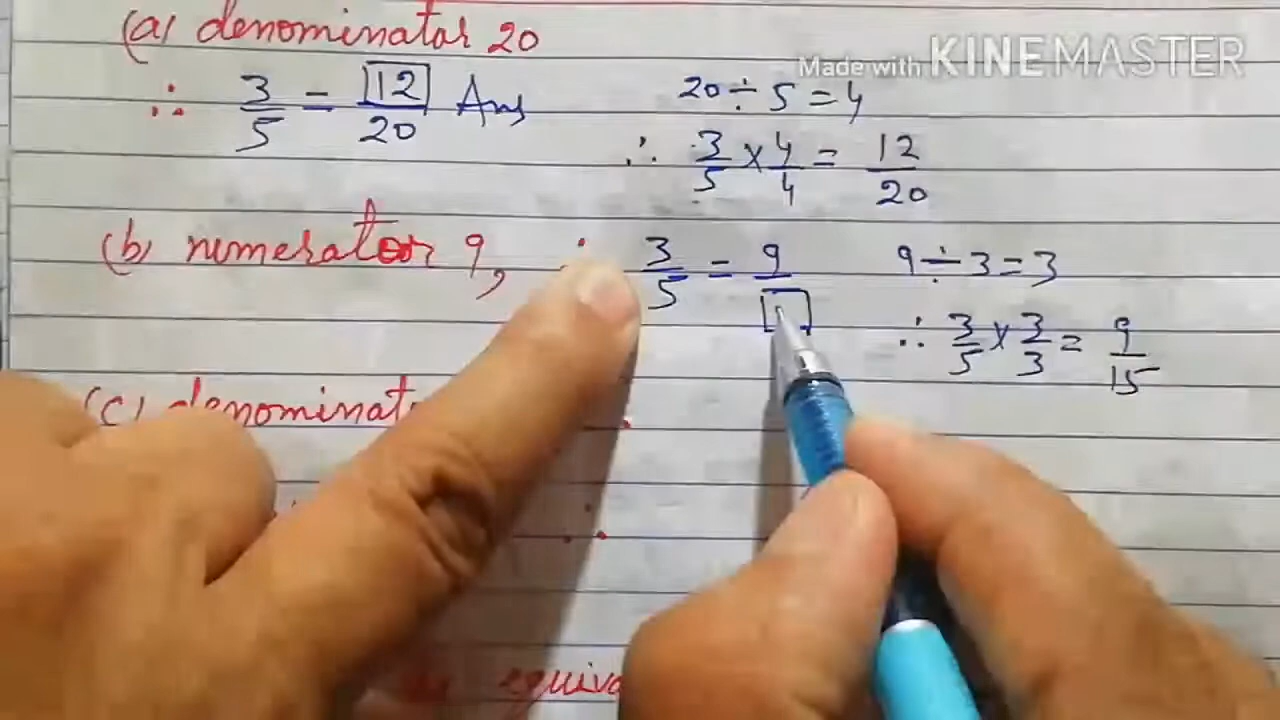 (a) denominator 20
Made with KINEMASTER
∴ 3/5 = 12/20 Ans
20 ÷ 5 = 4
∴ 3/5 × 4/4 = 12/20
(b) numerator 9, 3/5 = 9/□
9 ÷ 3 = 3
∴ 3/5 × 3/3 = 9/15
(c)